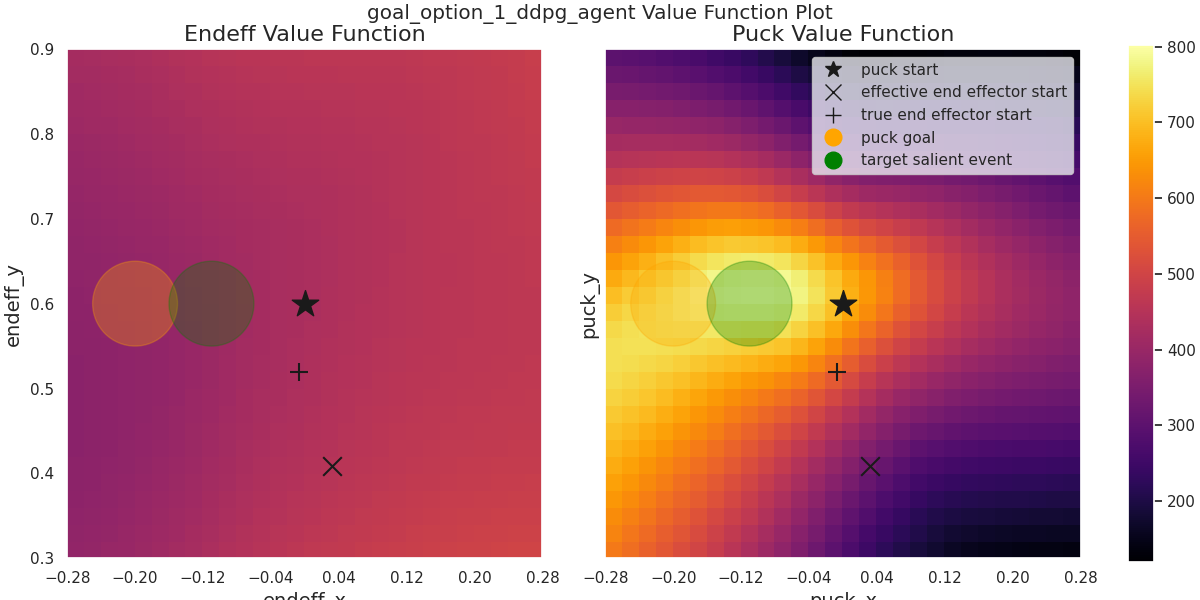 goal_option_1_ddpg_agent Value Function Plot
Endeff Value Function
Puck Value Function
puck start
effective end effector start
true end effector start
puck goal
target salient event
endeff_y
0.9
0.8
0.7
0.6
0.5
0.4
0.3
−0.28 −0.20 −0.12 −0.04 0.04 0.12 0.20 0.28
endeff_x
puck_y
−0.28 −0.20 −0.12 −0.04 0.04 0.12 0.20 0.28
puck_x
800
700
600
500
400
300
200